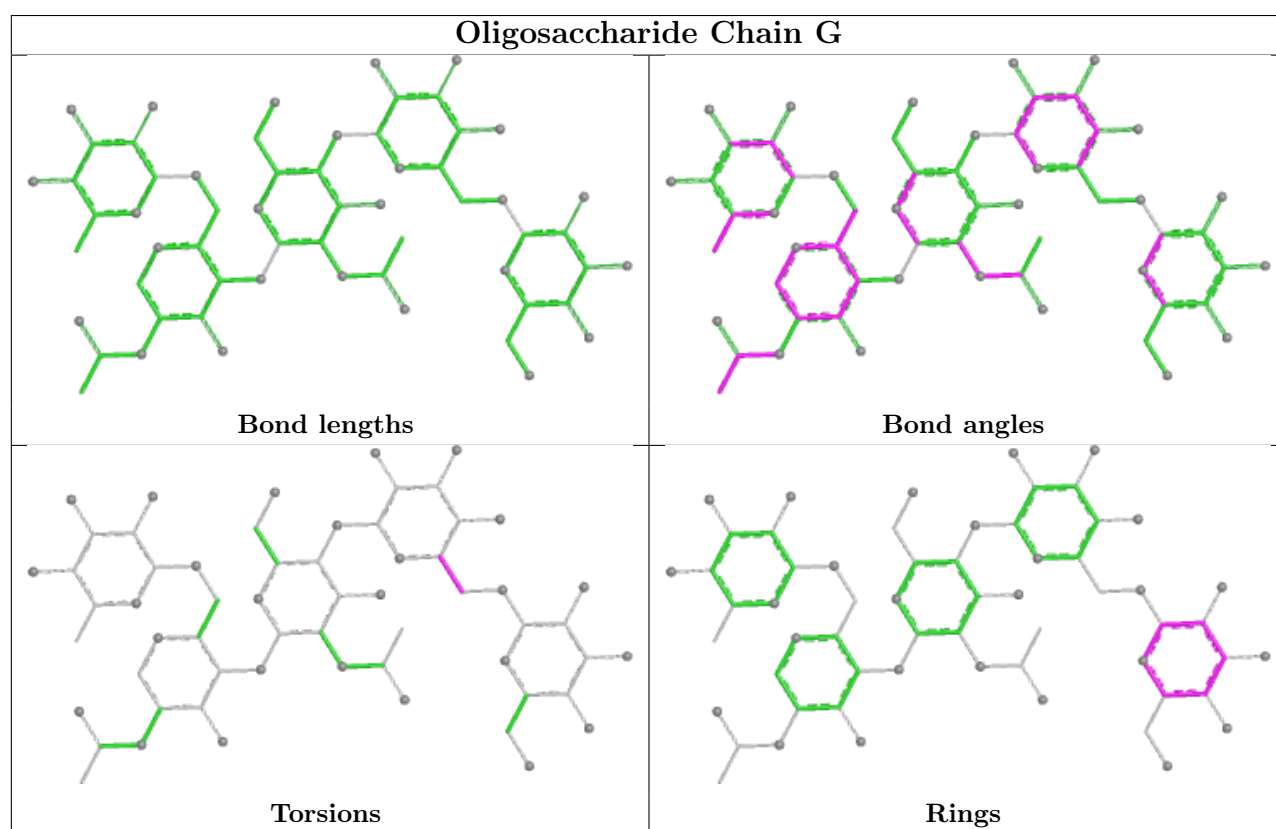 Oligosaccharide Chain G
Bond lengths
Bond angles
Torsions
Rings